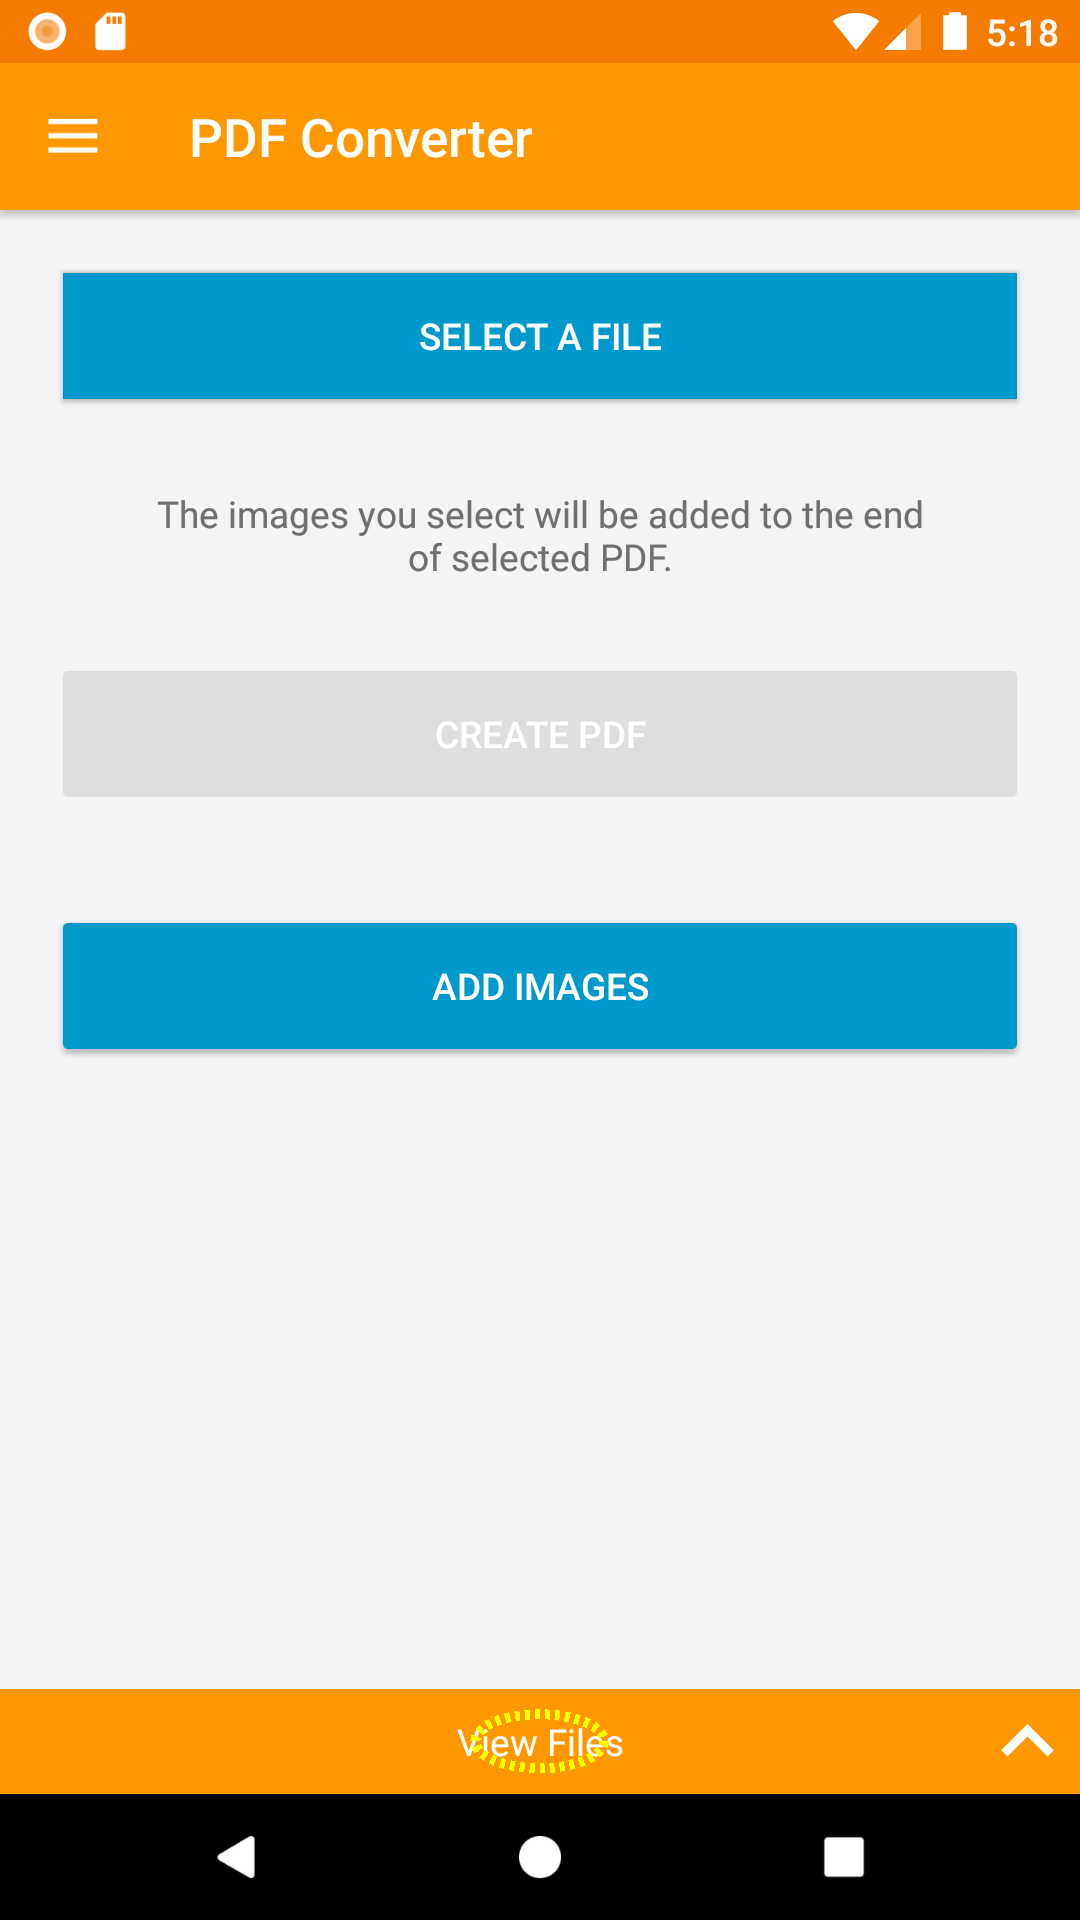 5:18
PDF Converter
SELECT A FILE
The images you select will be added to the end
of selected PDF.
CREATE PDF
ADD IMAGES
View Files